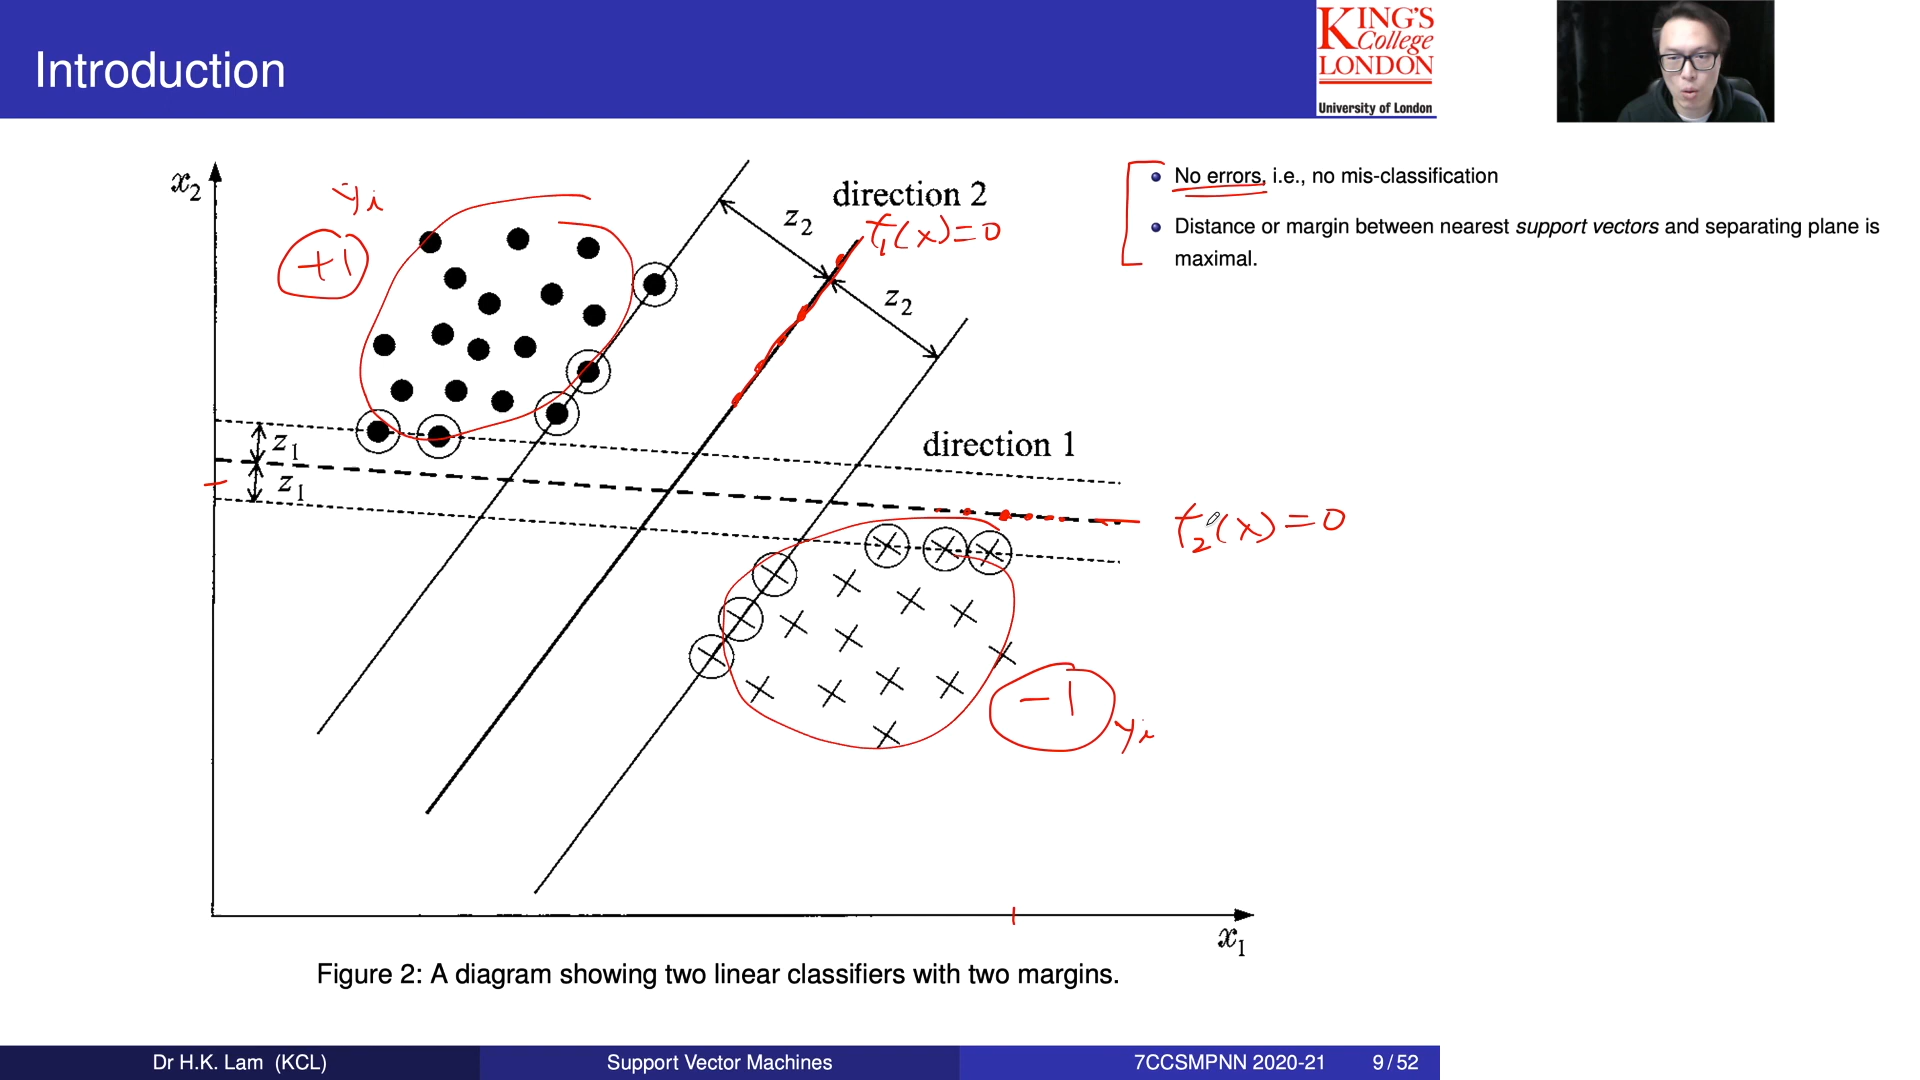 Introduction
KING'S
College
LONDON
University of London
No errors, i.e., no mis-classification
Distance or margin between nearest support vectors and separating plane is
maximal.
x₂
yᵢ
+1
direction 2
z₂
f₁(x)=0
z₂
direction 1
z₁
z₁
f₂(x)=0
-1
yᵢ
x₁
Figure 2: A diagram showing two linear classifiers with two margins.
Dr H.K. Lam (KCL)
Support Vector Machines
7CCSMPNN 2020-21
9/52